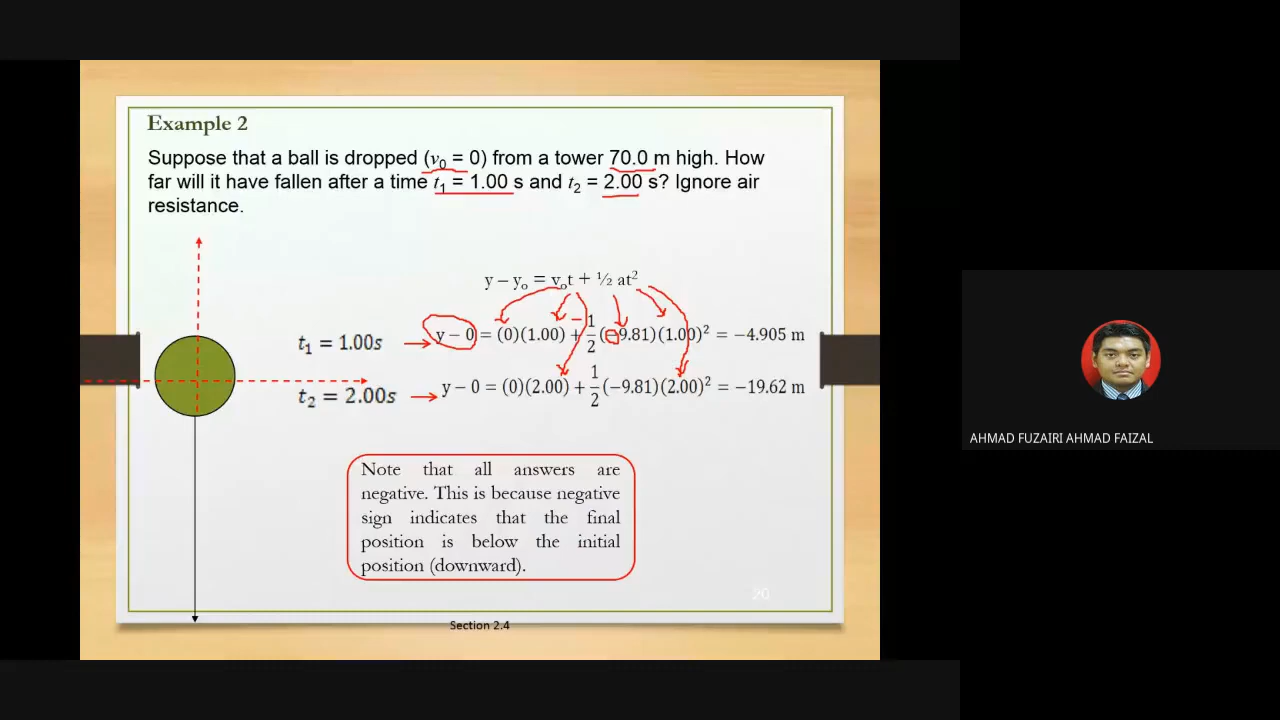 Example 2
Suppose that a ball is dropped (v₀ = 0) from a tower 70.0 m high. How
far will it have fallen after a time t₁ = 1.00 s and t₂ = 2.00 s? Ignore air
resistance.
y – y₀ = v₀t + ½ at²
t₁ = 1.00s
y − 0 = (0)(1.00) + 1/2 (−9.81)(1.00)² = −4.905 m
t₂ = 2.00s
y − 0 = (0)(2.00) + 1/2 (−9.81)(2.00)² = −19.62 m
Note that all answers are
negative. This is because negative
sign indicates that the final
position is below the initial
position (downward).
20
Section 2.4
AHMAD FUZAIRI AHMAD FAIZAL